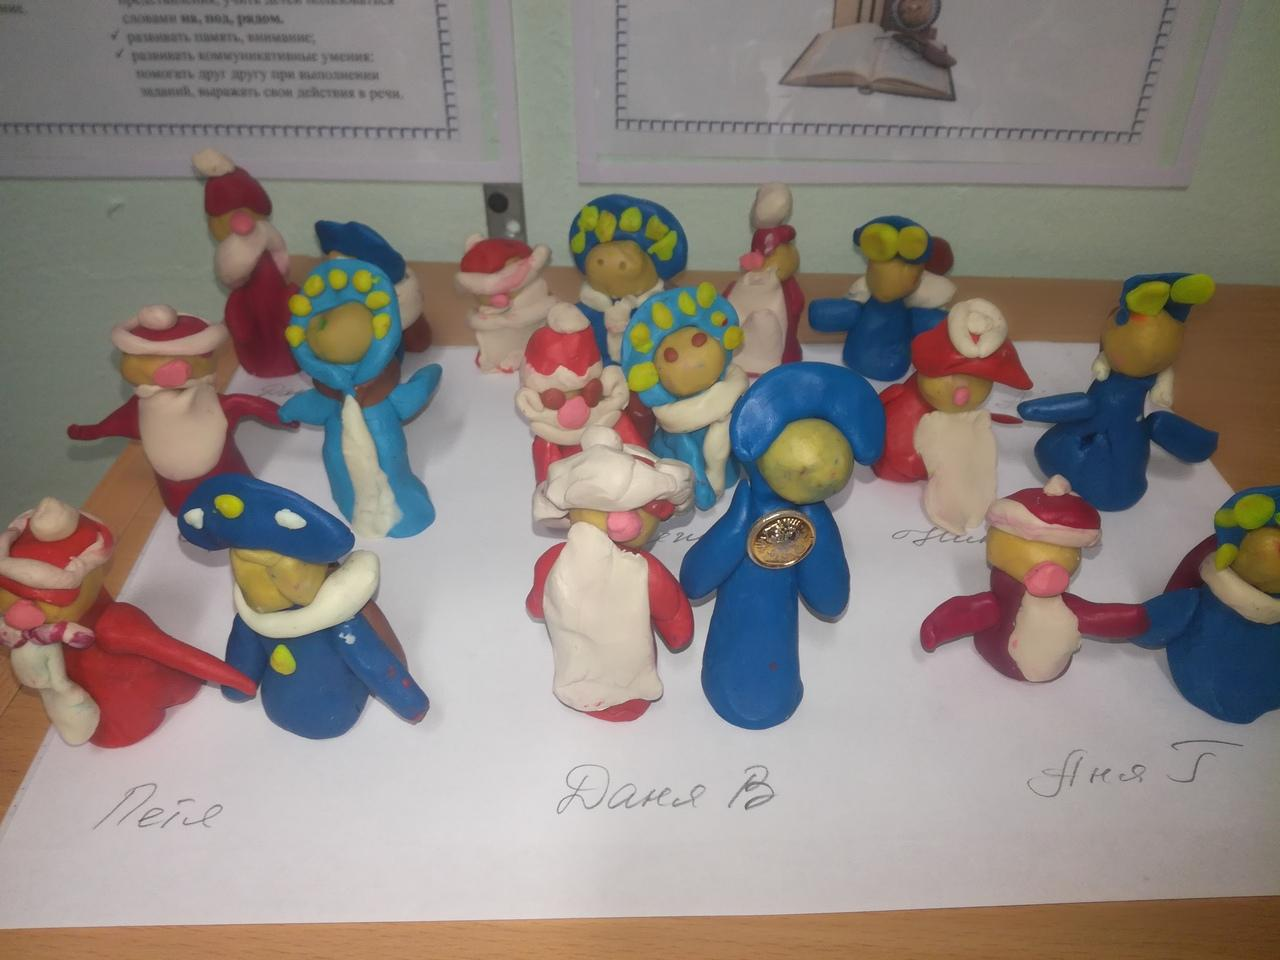 словами на, под, рядом.
✓ развивать память, внимание;
✓ развивать коммуникативные умения:
помогать друг другу при выполнении
заданий, выражать свои действия в речи.
Петя
Даня В
Аня Г